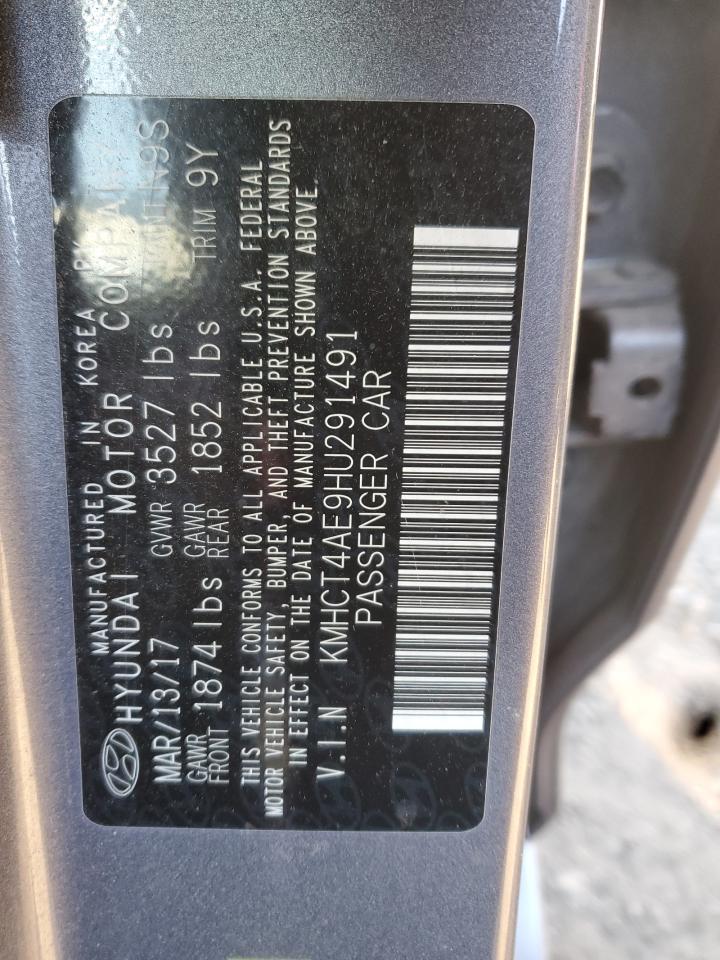 MANUFACTURED IN KOREA BY
HYUNDAI MOTOR COMPANY
MAR/13/17 GVWR 3527 lbs
GAWR FRONT 1874 lbs GAWR REAR 1852 lbs TRIM 9Y
THIS VEHICLE CONFORMS TO ALL APPLICABLE U.S.A. FEDERAL
MOTOR VEHICLE SAFETY, BUMPER, AND THEFT PREVENTION STANDARDS
IN EFFECT ON THE DATE OF MANUFACTURE SHOWN ABOVE.
V.I.N KMHCT4AE9HU291491
PASSENGER CAR